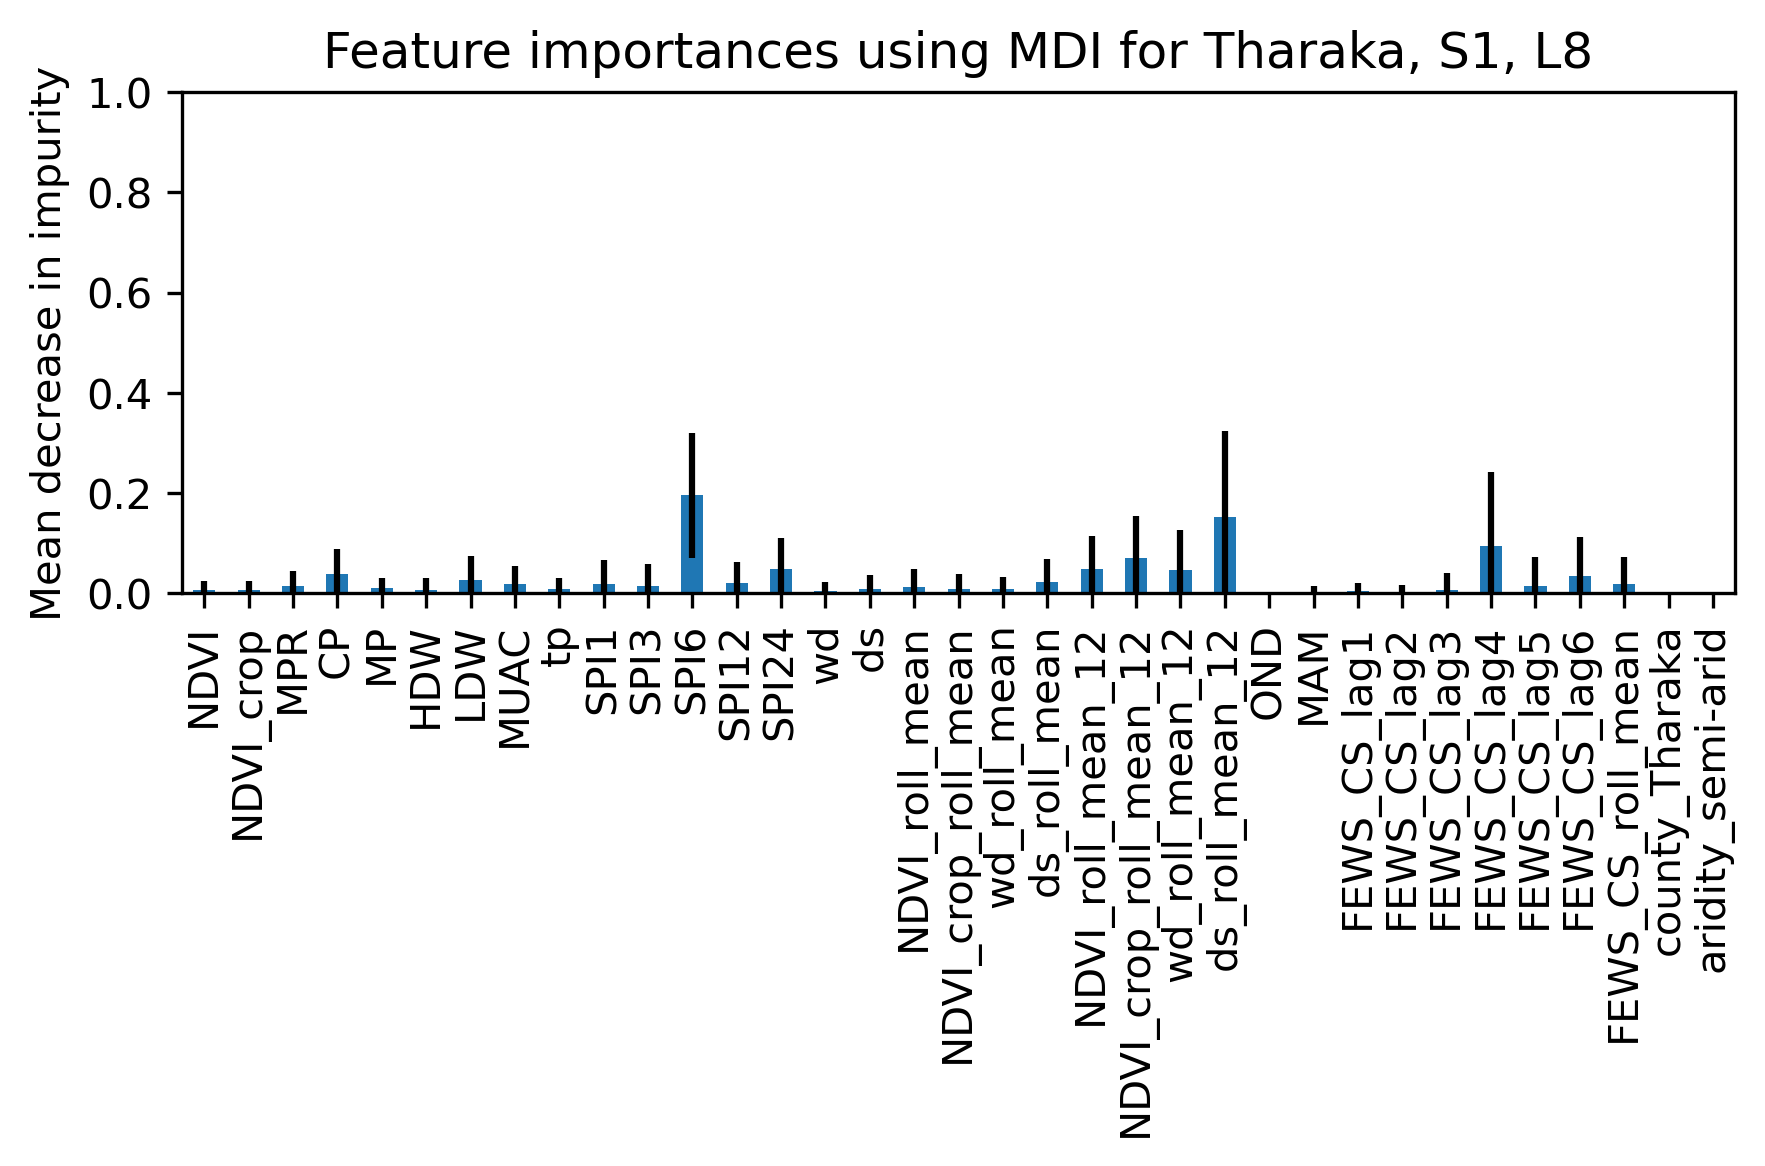 Feature importances using MDI for Tharaka, S1, L8
Mean decrease in impurity
1.0
0.8
0.6
0.4
0.2
0.0
NDVI
NDVI_crop
MPR
CP
MP
HDW
LDW
MUAC
tp
SPI1
SPI3
SPI6
SPI12
SPI24
wd
ds
NDVI_roll_mean
NDVI_crop_roll_mean
wd_roll_mean
ds_roll_mean
NDVI_roll_mean_12
NDVI_crop_roll_mean_12
wd_roll_mean_12
ds_roll_mean_12
OND
MAM
FEWS_CS_lag1
FEWS_CS_lag2
FEWS_CS_lag3
FEWS_CS_lag4
FEWS_CS_lag5
FEWS_CS_lag6
FEWS_CS_roll_mean
county_Tharaka
aridity_semi-arid